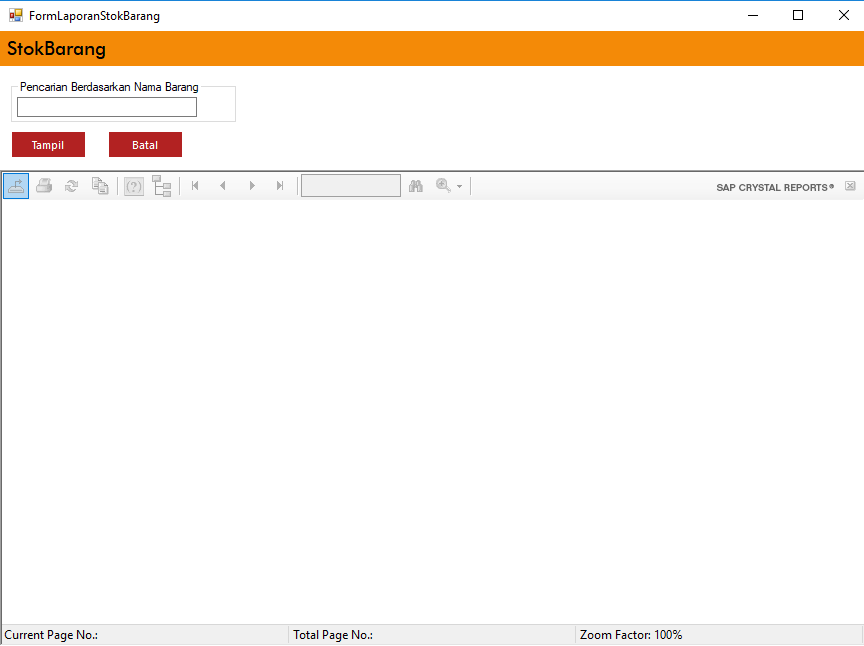 FormLaporanStokBarang
StokBarang
Pencarian Berdasarkan Nama Barang
Tampil Batal
SAP CRYSTAL REPORTS®
Current Page No.: Total Page No.: Zoom Factor: 100%